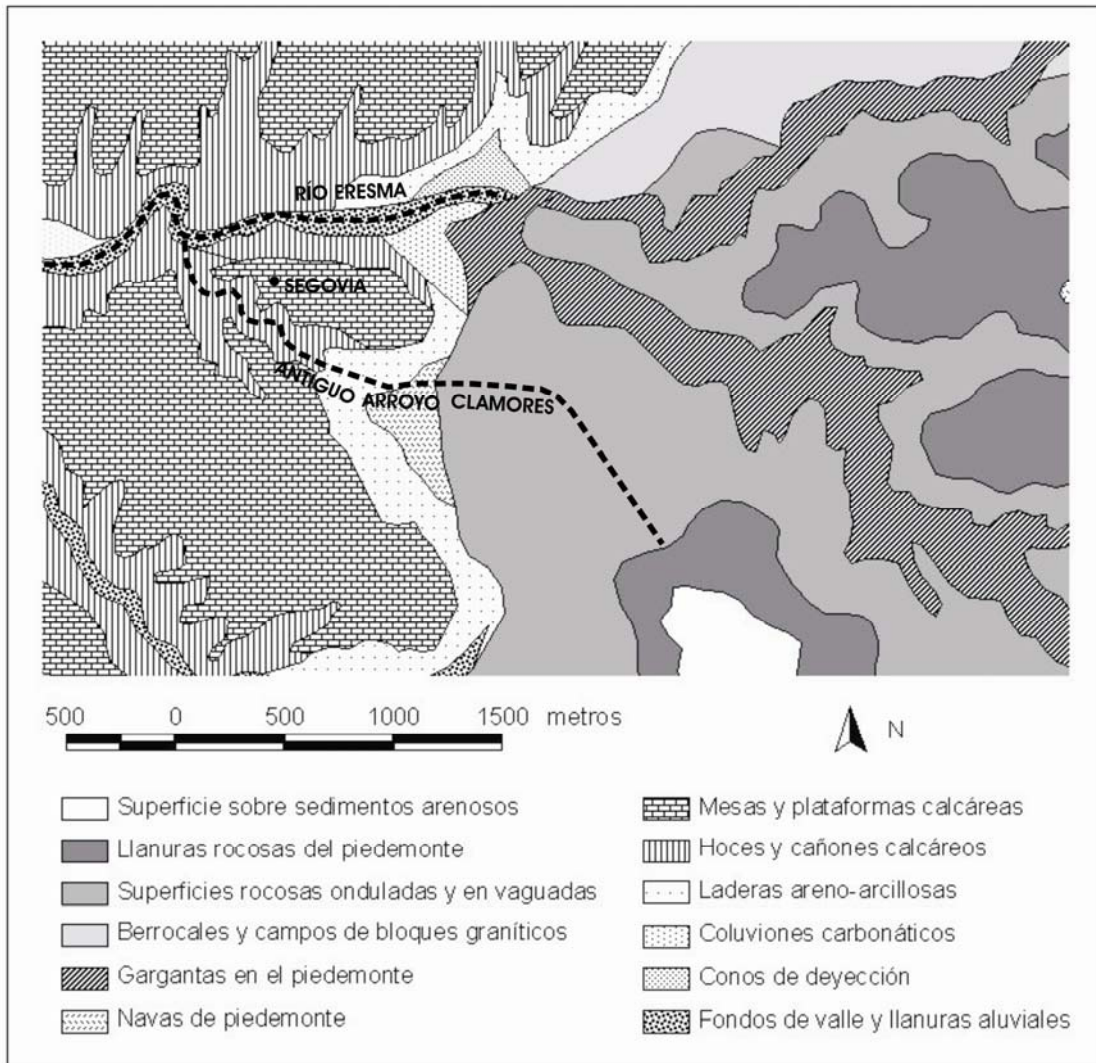 RÍO ERESMA
SEGOVIA
ANTIGUO ARROYO CLAMORES
500 0 500 1000 1500 metros
N
Superficie sobre sedimentos arenosos
Llanuras rocosas del piedemonte
Superficies rocosas onduladas y en vaguadas
Berrocales y campos de bloques graníticos
Gargantas en el piedemonte
Navas de piedemonte
Mesas y plataformas calcáreas
Hoces y cañones calcáreos
Laderas areno-arcillosas
Coluviones carbonáticos
Conos de deyección
Fondos de valle y llanuras aluviales